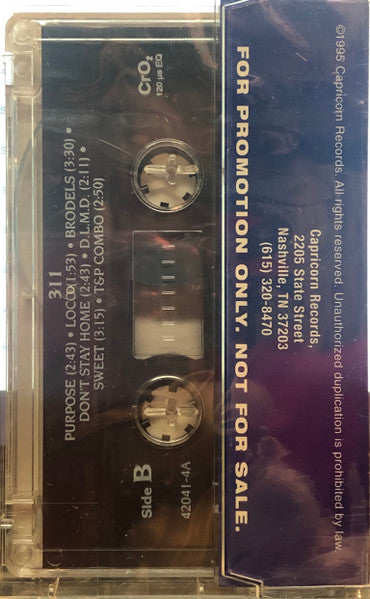 ©1995 Capricorn Records. All rights reserved. Unauthorized duplication is prohibited by law.
Capricorn Records,
2205 State Street
Nashville, TN 37203
(615) 320-8470
FOR PROMOTION ONLY. NOT FOR SALE.
CrO2
120 µs EQ
Side B
42041-4A
311
PURPOSE (2:43) • LOCO (1:53) • BRODELS (3:30) •
DON'T STAY HOME (2:43) • D.L.M.D. (2:11) •
SWEET (3:15) • T&P COMBO (2:50)